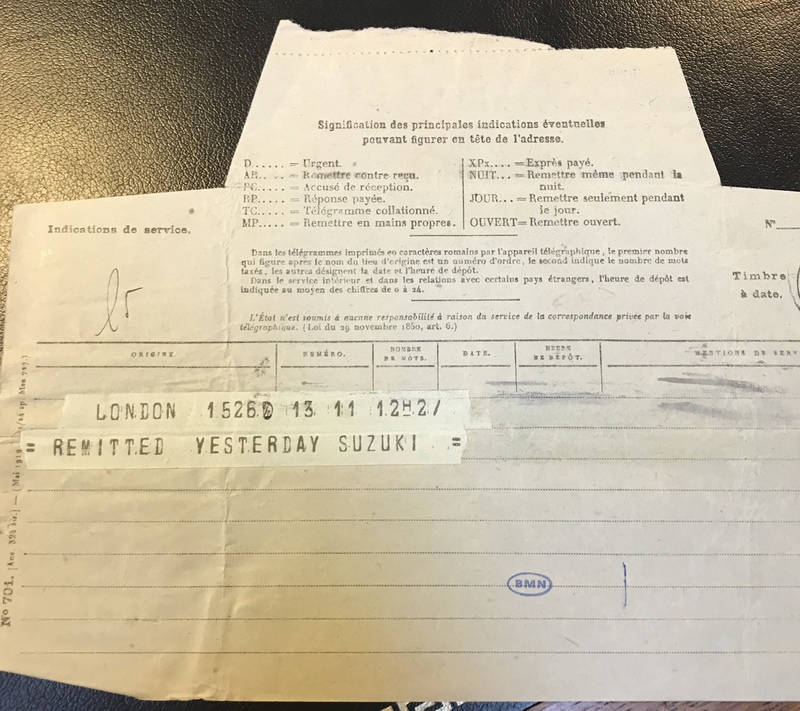 Signification des principales indications éventuelles
pouvant figurer en tête de l'adresse.
D..... = Urgent.
AR.... = Remettre contre reçu.
PC.... = Accusé de réception.
RP.... = Réponse payée.
TC.... = Télégramme collationné.
MP.... = Remettre en mains propres.
XPx.... = Exprès payé.
NUIT... = Remettre même pendant la
nuit.
JOUR... = Remettre seulement pendant
le jour.
OUVERT = Remettre ouvert.
Indications de service.
N°
Dans les télégrammes imprimés en caractères romains par l'appareil télégraphique, le premier nombre
qui figure après le nom du lieu d'origine est un numéro d'ordre, le second indique le nombre de mots
taxés, les autres désignent la date et l'heure de dépôt.
Dans le service intérieur et dans les relations avec certains pays étrangers, l'heure de dépôt est
indiquée au moyen des chiffres de 0 à 24.
Timbre
à date.
L'État n'est soumis à aucune responsabilité à raison du service de la correspondance privée par la voie
télégraphique. (Loi du 29 novembre 1850, art. 6.)
ORIGINE.
NUMÉRO.
NOMBRE
DE MOTS.
DATE.
HEURE
DE DÉPÔT.
MENTIONS DE SERV
LONDON 13 11
= REMITTED YESTERDAY SUZUKI =
BMN
N° 701.